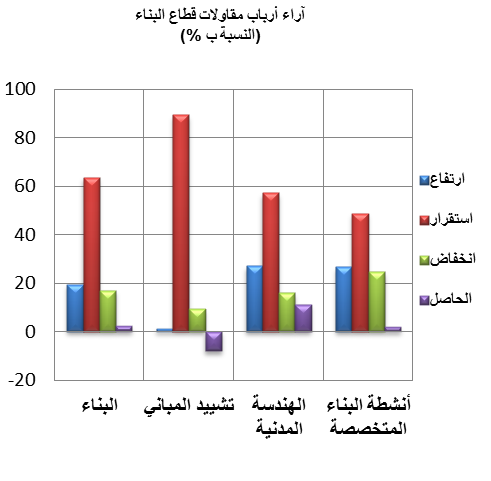 آراء أرباب مقاولات قطاع البناء
(النسبة ب %)
100
80
60
40
20
0
-20
ارتفاع
استقرار
انخفاض
الحاصل
البناء
تشييد المباني
الهندسة
المدنية
أنشطة البناء
المتخصصة